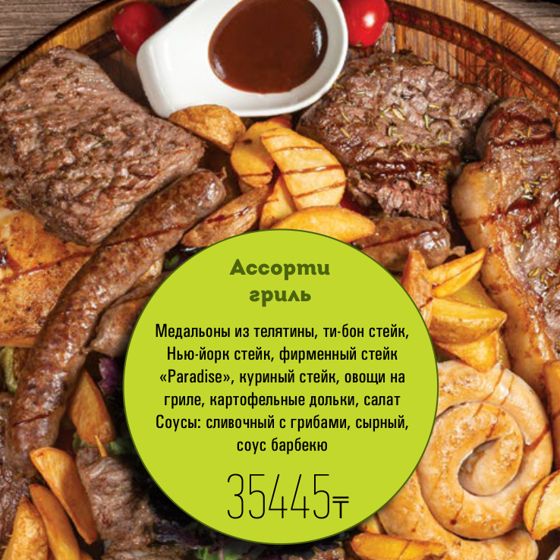 Ассорти
гриль
Медальоны из телятины, ти-бон стейк,
Нью-йорк стейк, фирменный стейк
«Paradise», куриный стейк, овощи на
гриле, картофельные дольки, салат
Соусы: сливочный с грибами, сырный,
соус барбекю
35445₸